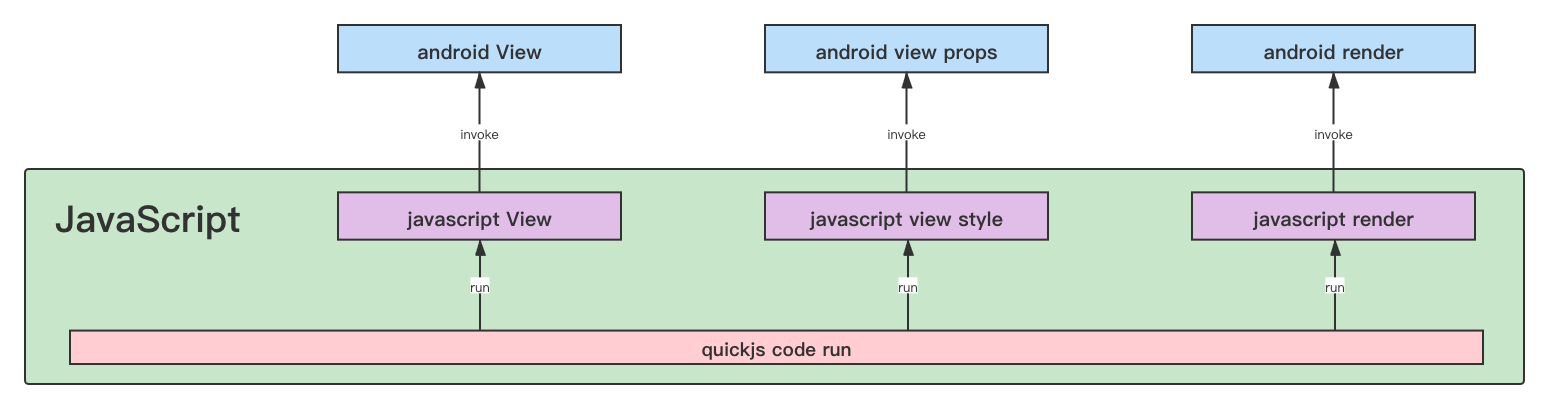 android View
android view props
android render
invoke
invoke
invoke
JavaScript
javascript View
javascript view style
javascript render
run
run
run
quickjs code run